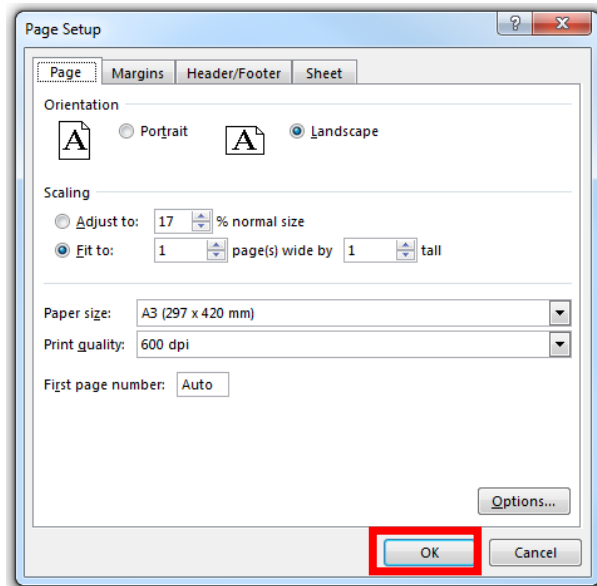 Page Setup
? X
Page Margins Header/Footer Sheet
Orientation
A Portrait A Landscape
Scaling
Adjust to: 17 % normal size
Fit to: 1 page(s) wide by 1 tall
Paper size: A3 (297 x 420 mm)
Print quality: 600 dpi
First page number: Auto
Options...
OK Cancel